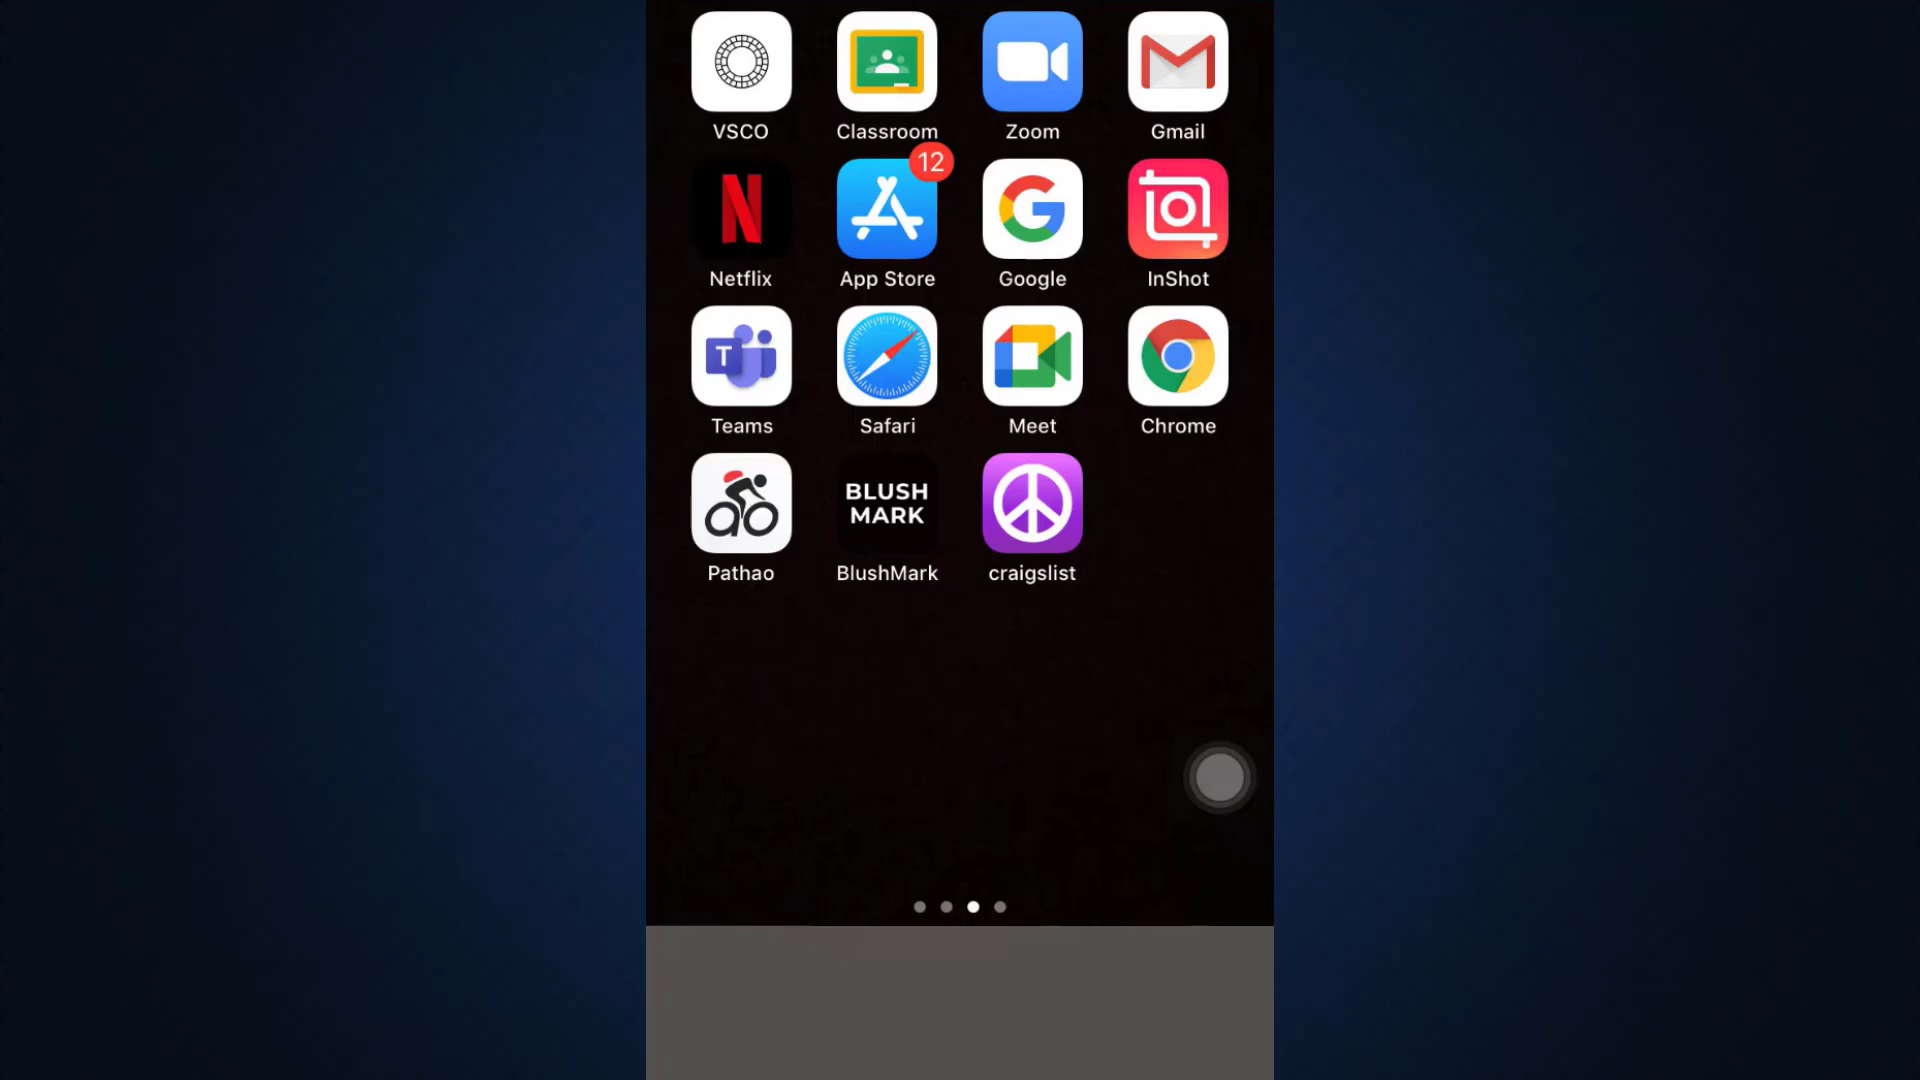 VSCO Classroom Zoom Gmail
12
Netflix App Store Google InShot
T
Teams Safari Meet Chrome
BLUSH
MARK
Pathao BlushMark craigslist